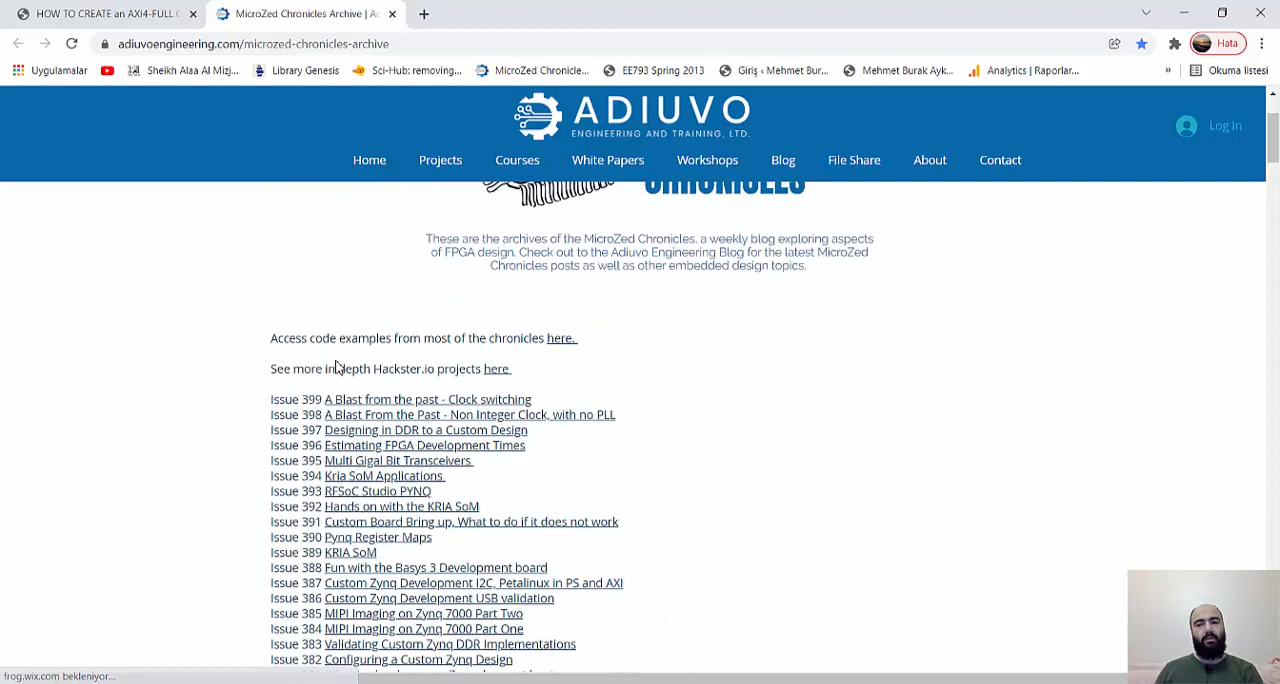 HOW TO CREATE an AXI4-FULL
MicroZed Chronicles Archive | A
adiuvoengineering.com/microzed-chronicles-archive
Hata
Uygulamalar
Sheikh Alaa Al Mizj...
Library Genesis
Sci-Hub: removing...
MicroZed Chronicle...
EE793 Spring 2013
Giriş ‹ Mehmet Bur...
Mehmet Burak Ayk...
Analytics | Raporlar...
»
Okuma listesi
ADIUVO
ENGINEERING AND TRAINING, LTD.
Log In
Home
Projects
Courses
White Papers
Workshops
Blog
File Share
About
Contact
CHRONICLES
These are the archives of the MicroZed Chronicles, a weekly blog exploring aspects
of FPGA design. Check out to the Adiuvo Engineering Blog for the latest MicroZed
Chronicles posts as well as other embedded design topics.
Access code examples from most of the chronicles here.
See more in depth Hackster.io projects here
Issue 399 A Blast from the past - Clock switching
Issue 398 A Blast From the Past - Non Integer Clock, with no PLL
Issue 397 Designing in DDR to a Custom Design
Issue 396 Estimating FPGA Development Times
Issue 395 Multi Gigal Bit Transceivers
Issue 394 Kria SoM Applications
Issue 393 RFSoC Studio PYNQ
Issue 392 Hands on with the KRIA SoM
Issue 391 Custom Board Bring up, What to do if it does not work
Issue 390 Pynq Register Maps
Issue 389 KRIA SoM
Issue 388 Fun with the Basys 3 Development board
Issue 387 Custom Zynq Development I2C, Petalinux in PS and AXI
Issue 386 Custom Zynq Development USB validation
Issue 385 MIPI Imaging on Zynq 7000 Part Two
Issue 384 MIPI Imaging on Zynq 7000 Part One
Issue 383 Validating Custom Zynq DDR Implementations
Issue 382 Configuring a Custom Zynq Design
frog.wix.com bekleniyor...